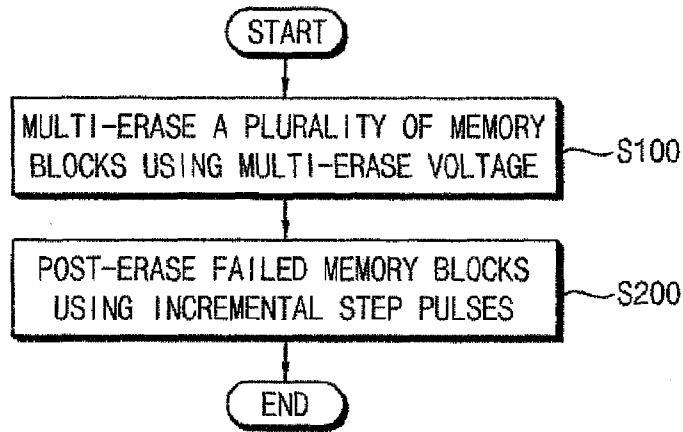 START
MULTI-ERASE A PLURALITY OF MEMORY
BLOCKS USING MULTI-ERASE VOLTAGE
S100
POST-ERASE FAILED MEMORY BLOCKS
USING INCREMENTAL STEP PULSES
S200
END